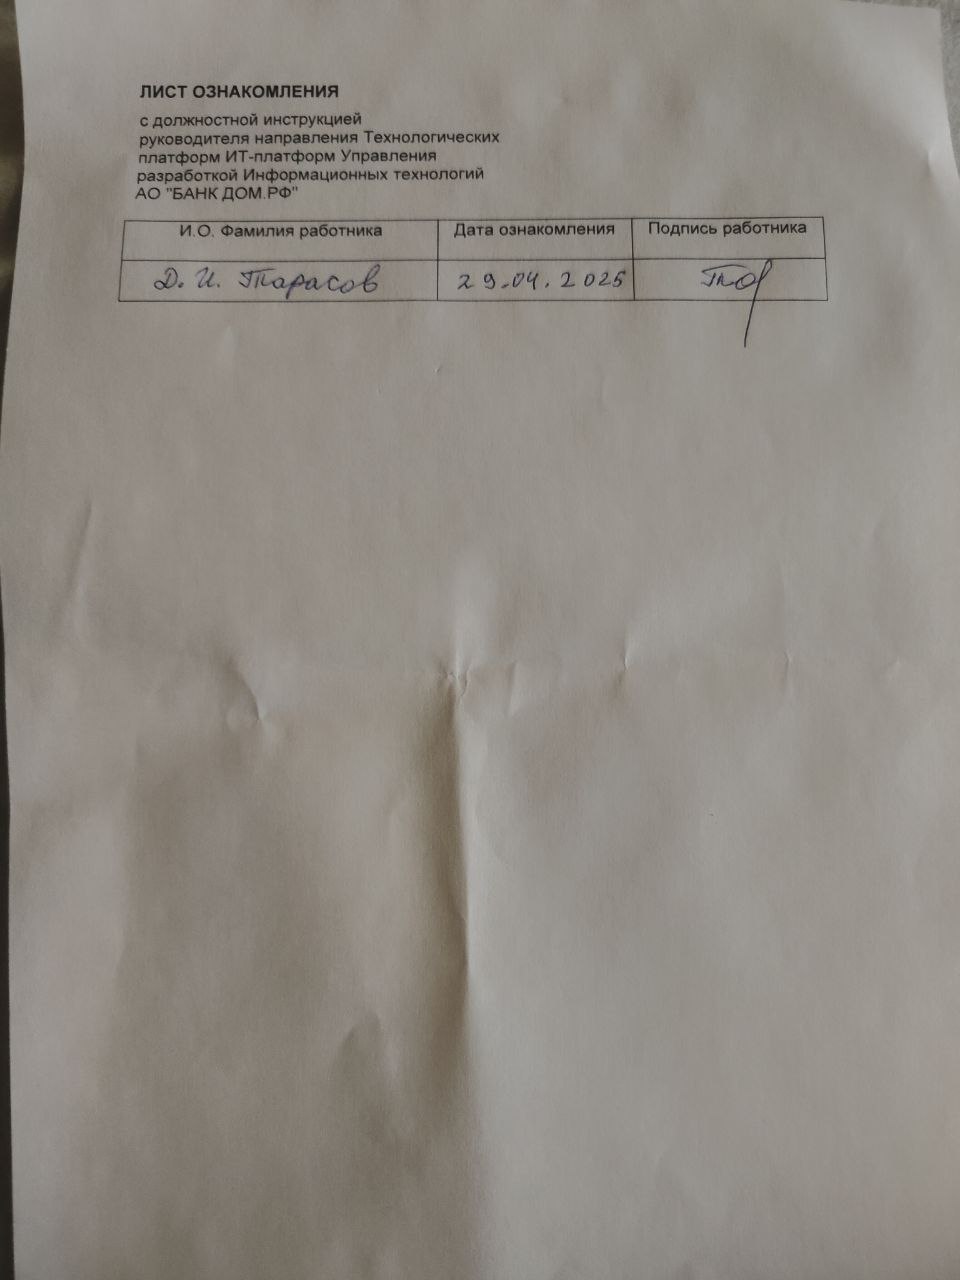 ЛИСТ ОЗНАКОМЛЕНИЯ
с должностной инструкцией
руководителя направления Технологических
платформ ИТ-платформ Управления
разработкой Информационных технологий
АО "БАНК ДОМ.РФ"
И.О. Фамилия работника Дата ознакомления Подпись работника
Д. И. Тарасов 29.04.2025